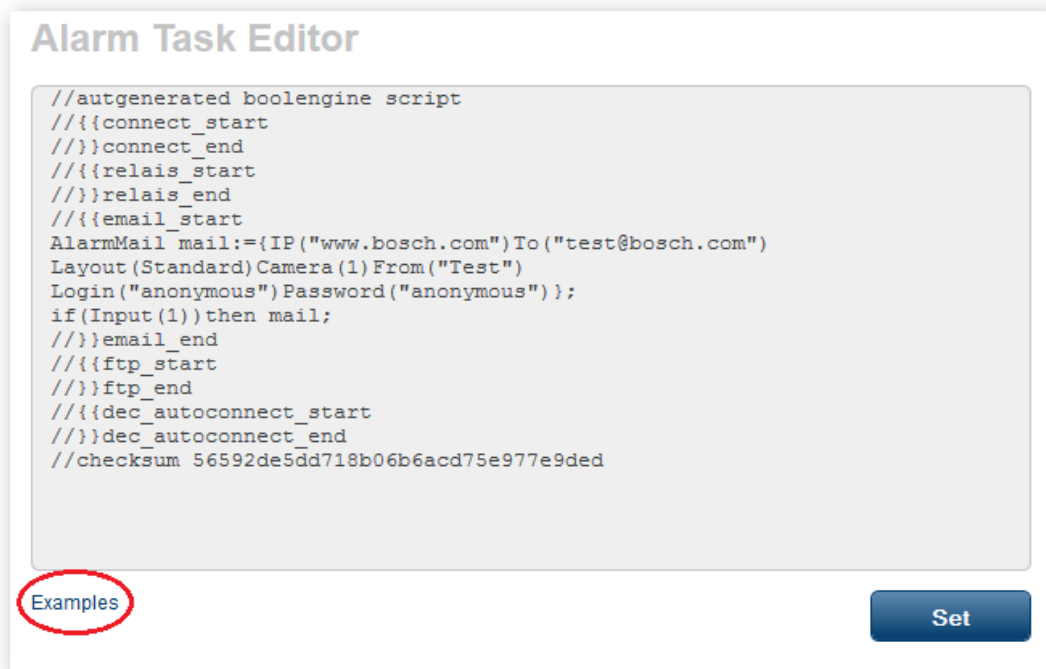 Alarm Task Editor
//autgenerated boolengine script
//{{connect_start
//}}connect_end
//{{relais_start
//}}relais_end
//{{email_start
AlarmMail mail:={IP("www.bosch.com")To("test@bosch.com")
Layout(Standard)Camera(1)From("Test")
Login("anonymous")Password("anonymous")};
if(Input(1))then mail;
//}}email_end
//{{ftp_start
//}}ftp_end
//{{dec_autoconnect_start
//}}dec_autoconnect_end
//checksum 56592de5dd718b06b6acd75e977e9ded
Examples
Set